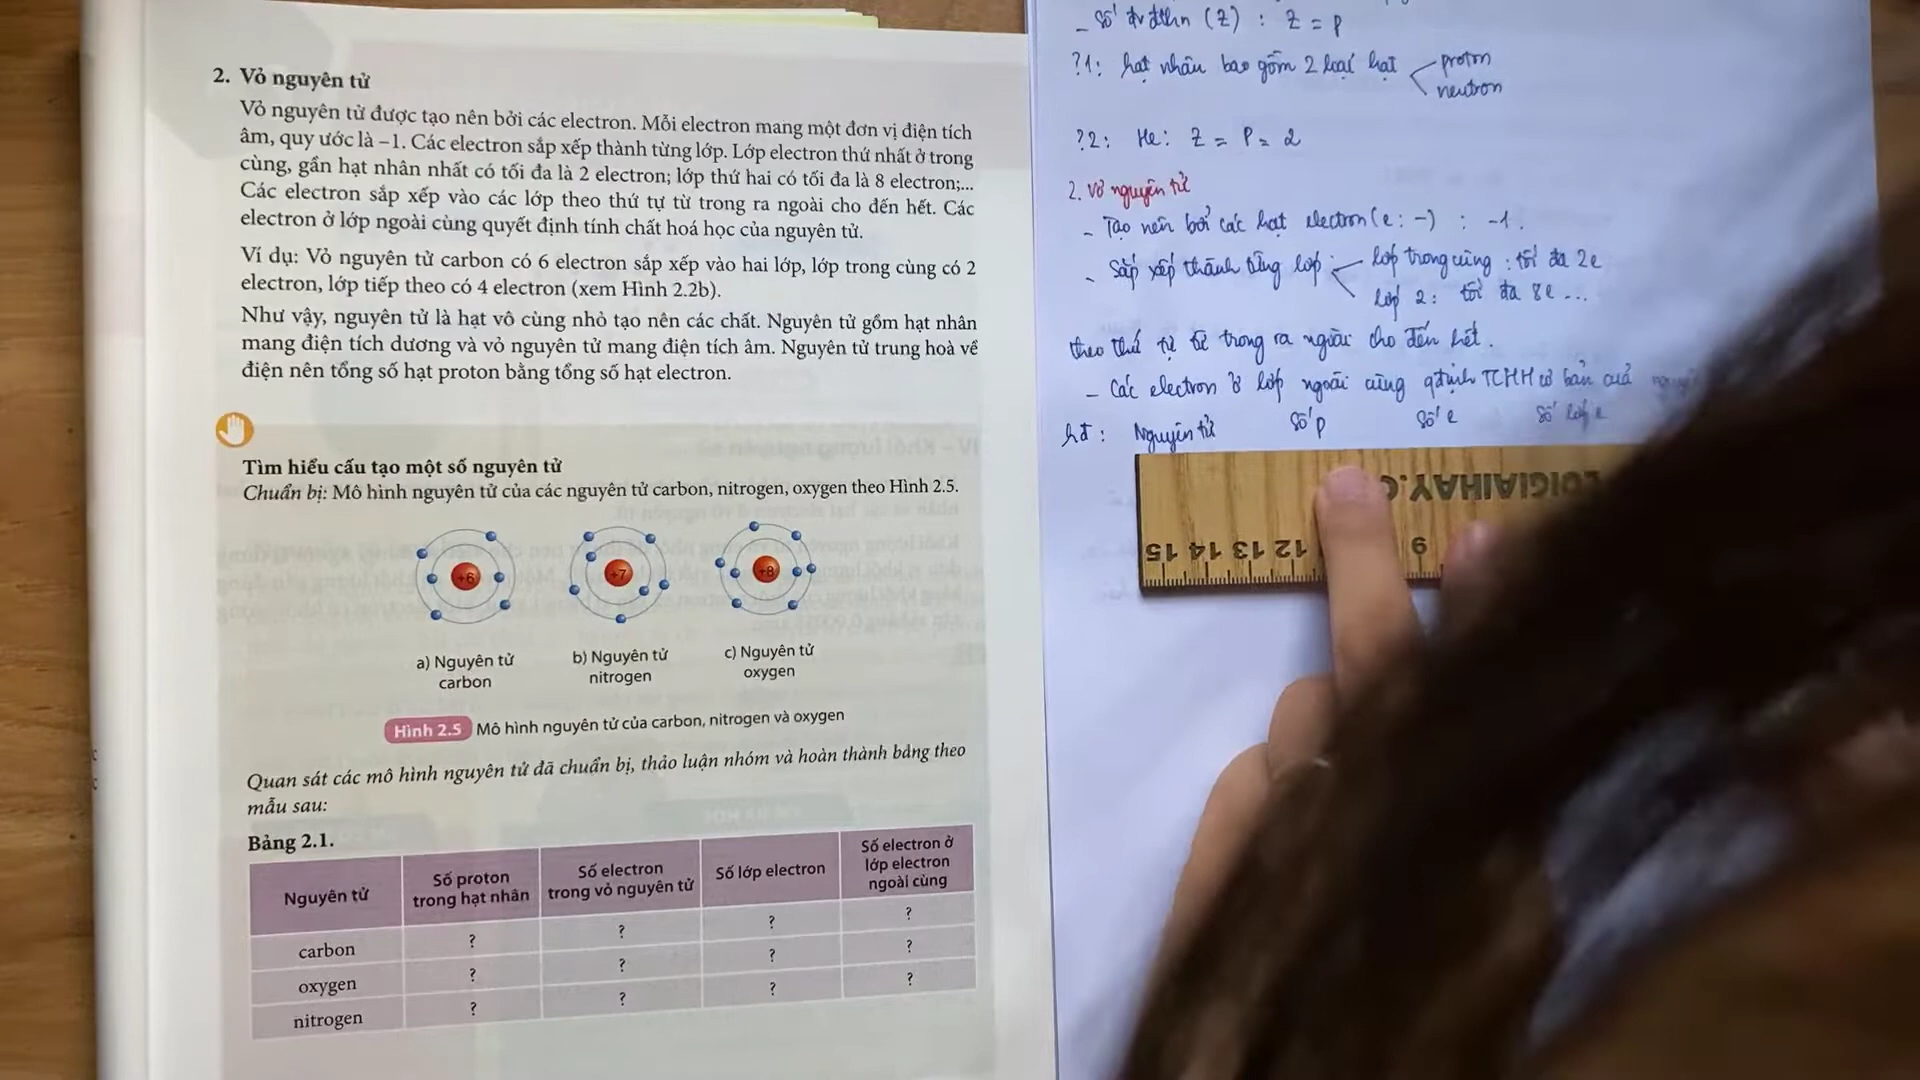 2. Vỏ nguyên tử
Vỏ nguyên tử được tạo nên bởi các electron. Mỗi electron mang một đơn vị điện tích
âm, quy ước là –1. Các electron sắp xếp thành từng lớp. Lớp electron thứ nhất ở trong
cùng, gần hạt nhân nhất có tối đa là 2 electron; lớp thứ hai có tối đa là 8 electron;...
Các electron sắp xếp vào các lớp theo thứ tự từ trong ra ngoài cho đến hết. Các
electron ở lớp ngoài cùng quyết định tính chất hoá học của nguyên tử.
Ví dụ: Vỏ nguyên tử carbon có 6 electron sắp xếp vào hai lớp, lớp trong cùng có 2
electron, lớp tiếp theo có 4 electron (xem Hình 2.2b).
Như vậy, nguyên tử là hạt vô cùng nhỏ tạo nên các chất. Nguyên tử gồm hạt nhân
mang điện tích dương và vỏ nguyên tử mang điện tích âm. Nguyên tử trung hoà về
điện nên tổng số hạt proton bằng tổng số hạt electron.
Tìm hiểu cấu tạo một số nguyên tử
Chuẩn bị: Mô hình nguyên tử của các nguyên tử carbon, nitrogen, oxygen theo Hình 2.5.
+6 +7 +8
a) Nguyên tử
carbon
b) Nguyên tử
nitrogen
c) Nguyên tử
oxygen
Hình 2.5 Mô hình nguyên tử của carbon, nitrogen và oxygen
Quan sát các mô hình nguyên tử đã chuẩn bị, thảo luận nhóm và hoàn thành bảng theo
mẫu sau:
Bảng 2.1.
Nguyên tử
Số proton
trong hạt nhân
Số electron
trong vỏ nguyên tử
Số lớp electron
Số electron ở
lớp electron
ngoài cùng
carbon ? ? ? ?
oxygen ? ? ? ?
nitrogen ? ? ? ?
- Số đv đthn (Z) : Z = p
?1: hạt nhân bao gồm 2 loại hạt proton
neutron
?2: He: Z = P = 2
2. Vỏ nguyên tử
- Tạo nên bởi các hạt electron (e: -) : -1.
- Sắp xếp thành từng lớp lớp trong cùng : tối đa 2e
lớp 2: tối đa 8e ...
theo thứ tự từ trong ra ngoài cho đến hết.
- Các electron ở lớp ngoài cùng qđịnh TCHH cơ bản của
hđ: Nguyên tử số p số e số lớp e
LOIGIAIHAY.C
15 14 13 12 9